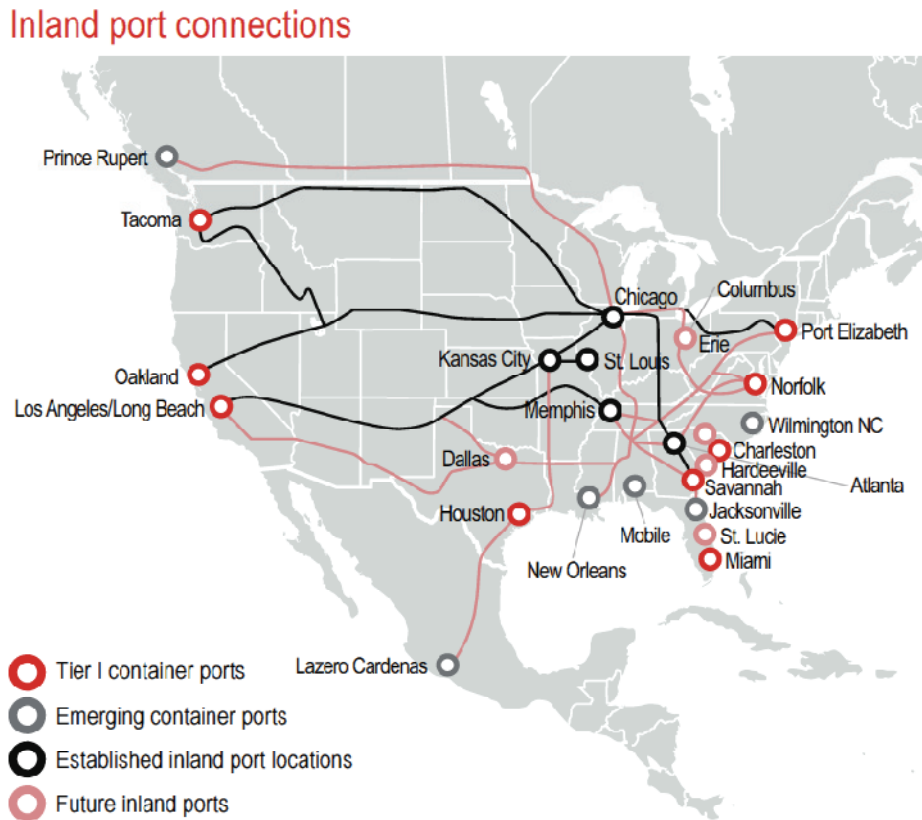 Inland port connections
Prince Rupert
Tacoma
Chicago
Columbus
Port Elizabeth
Erie
Kansas City
St. Louis
Oakland
Norfolk
Los Angeles/Long Beach
Memphis
Wilmington NC
Charleston
Dallas
Hardeeville
Savannah
Atlanta
Houston
Jacksonville
Mobile
St. Lucie
New Orleans
Miami
Lazero Cardenas
Tier I container ports
Emerging container ports
Established inland port locations
Future inland ports